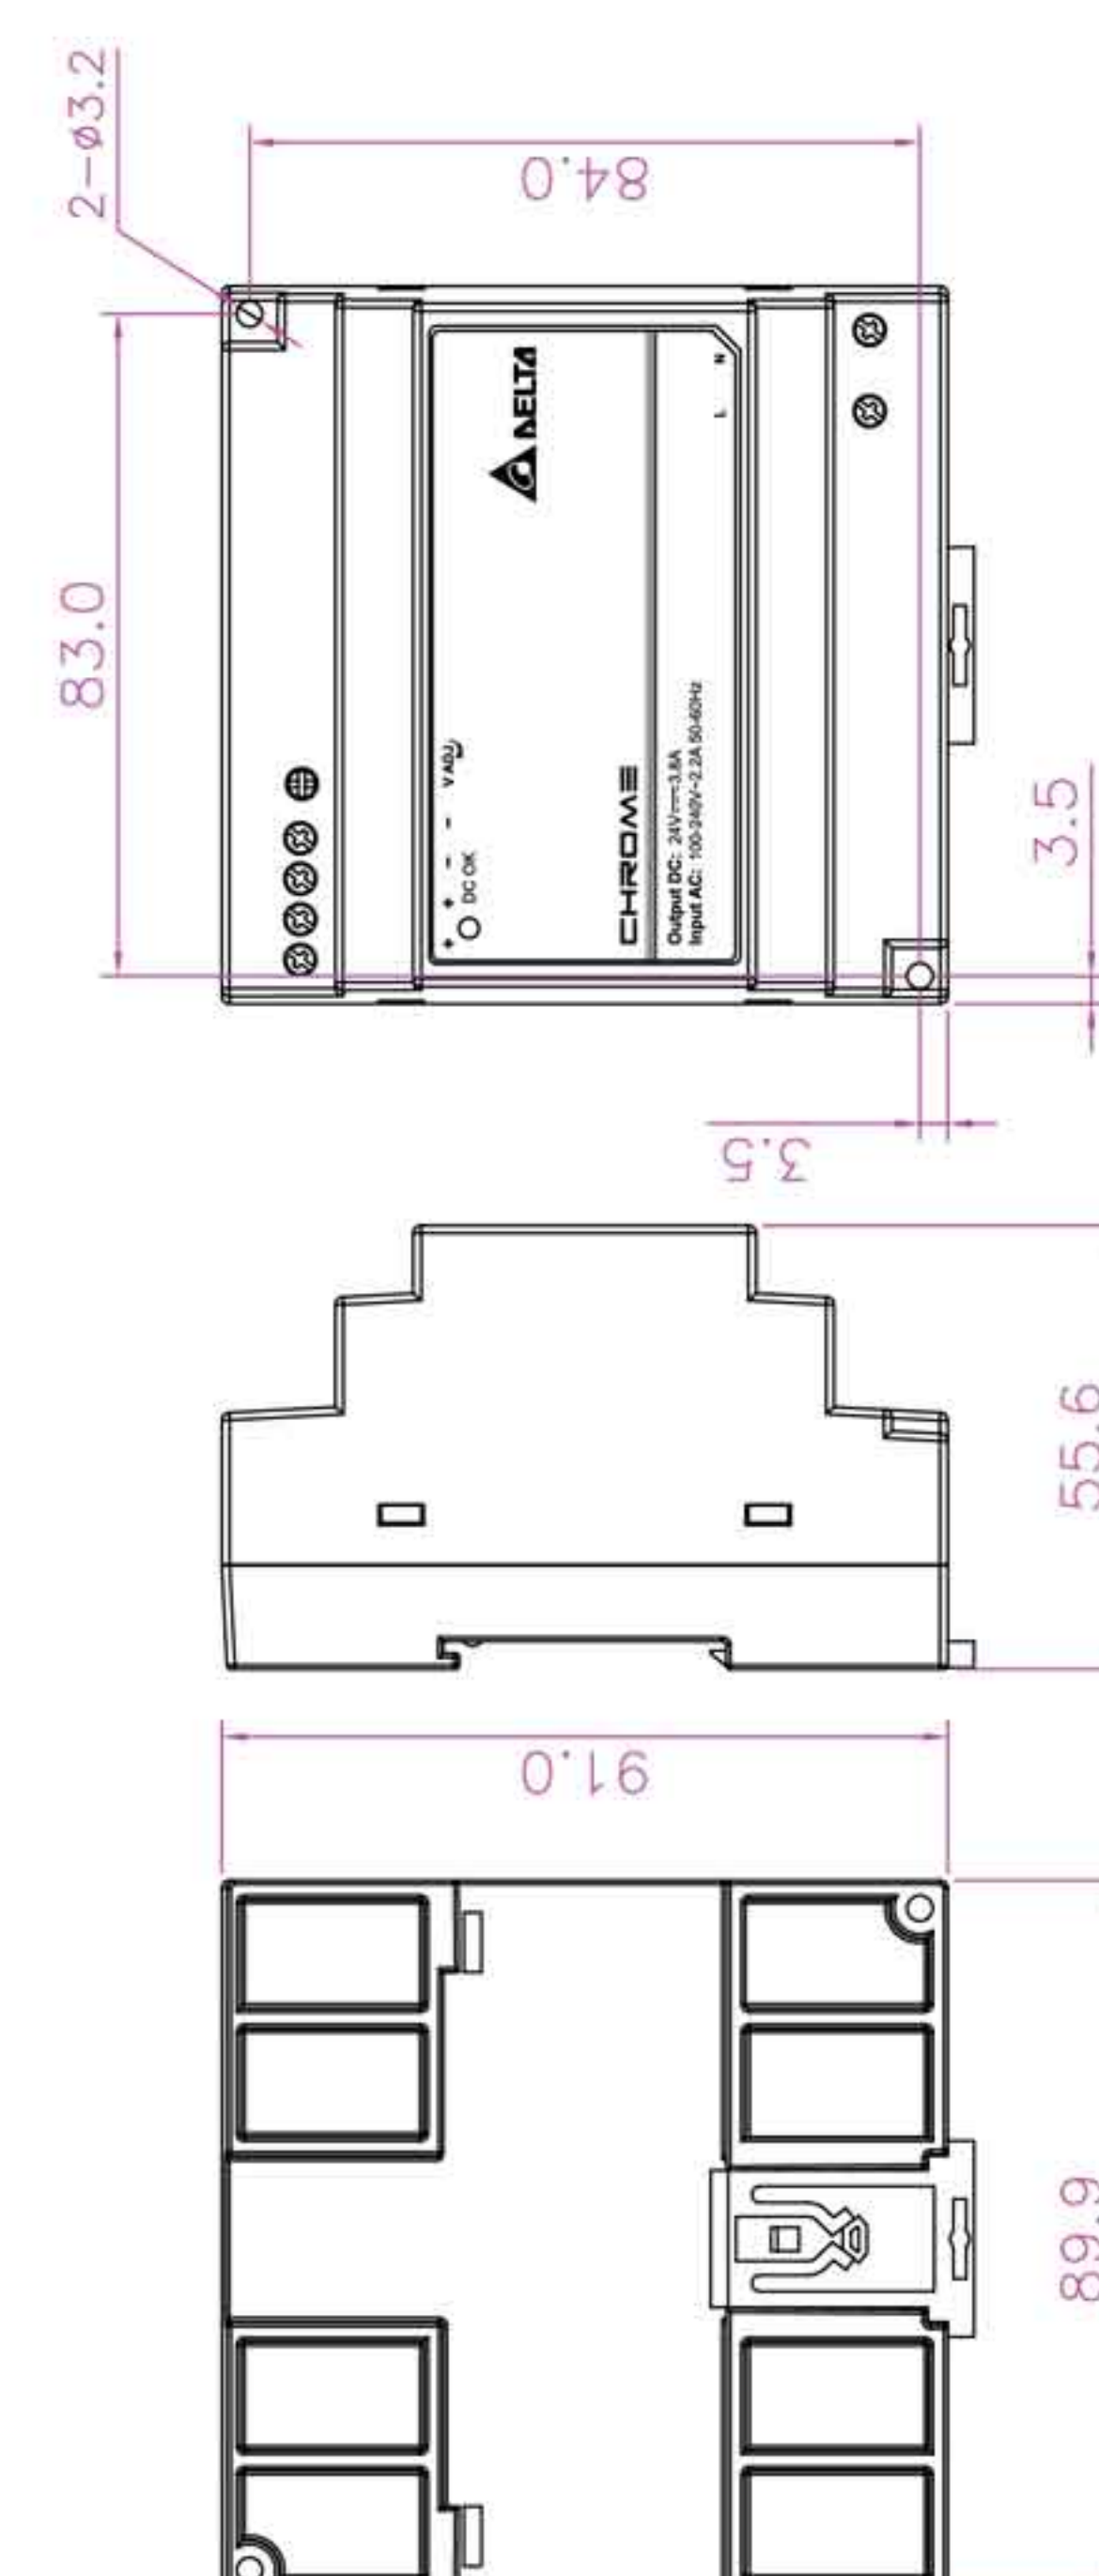 2-ø3.2
84.0
83.0
DELTA
N
L
V ADJ.
+ + - -
DC OK
CHROME
Output DC: 24V⎓3.8A
Input AC: 100-240V~2.2A 50-60Hz
3.5
3.5
55.6
91.0
89.9